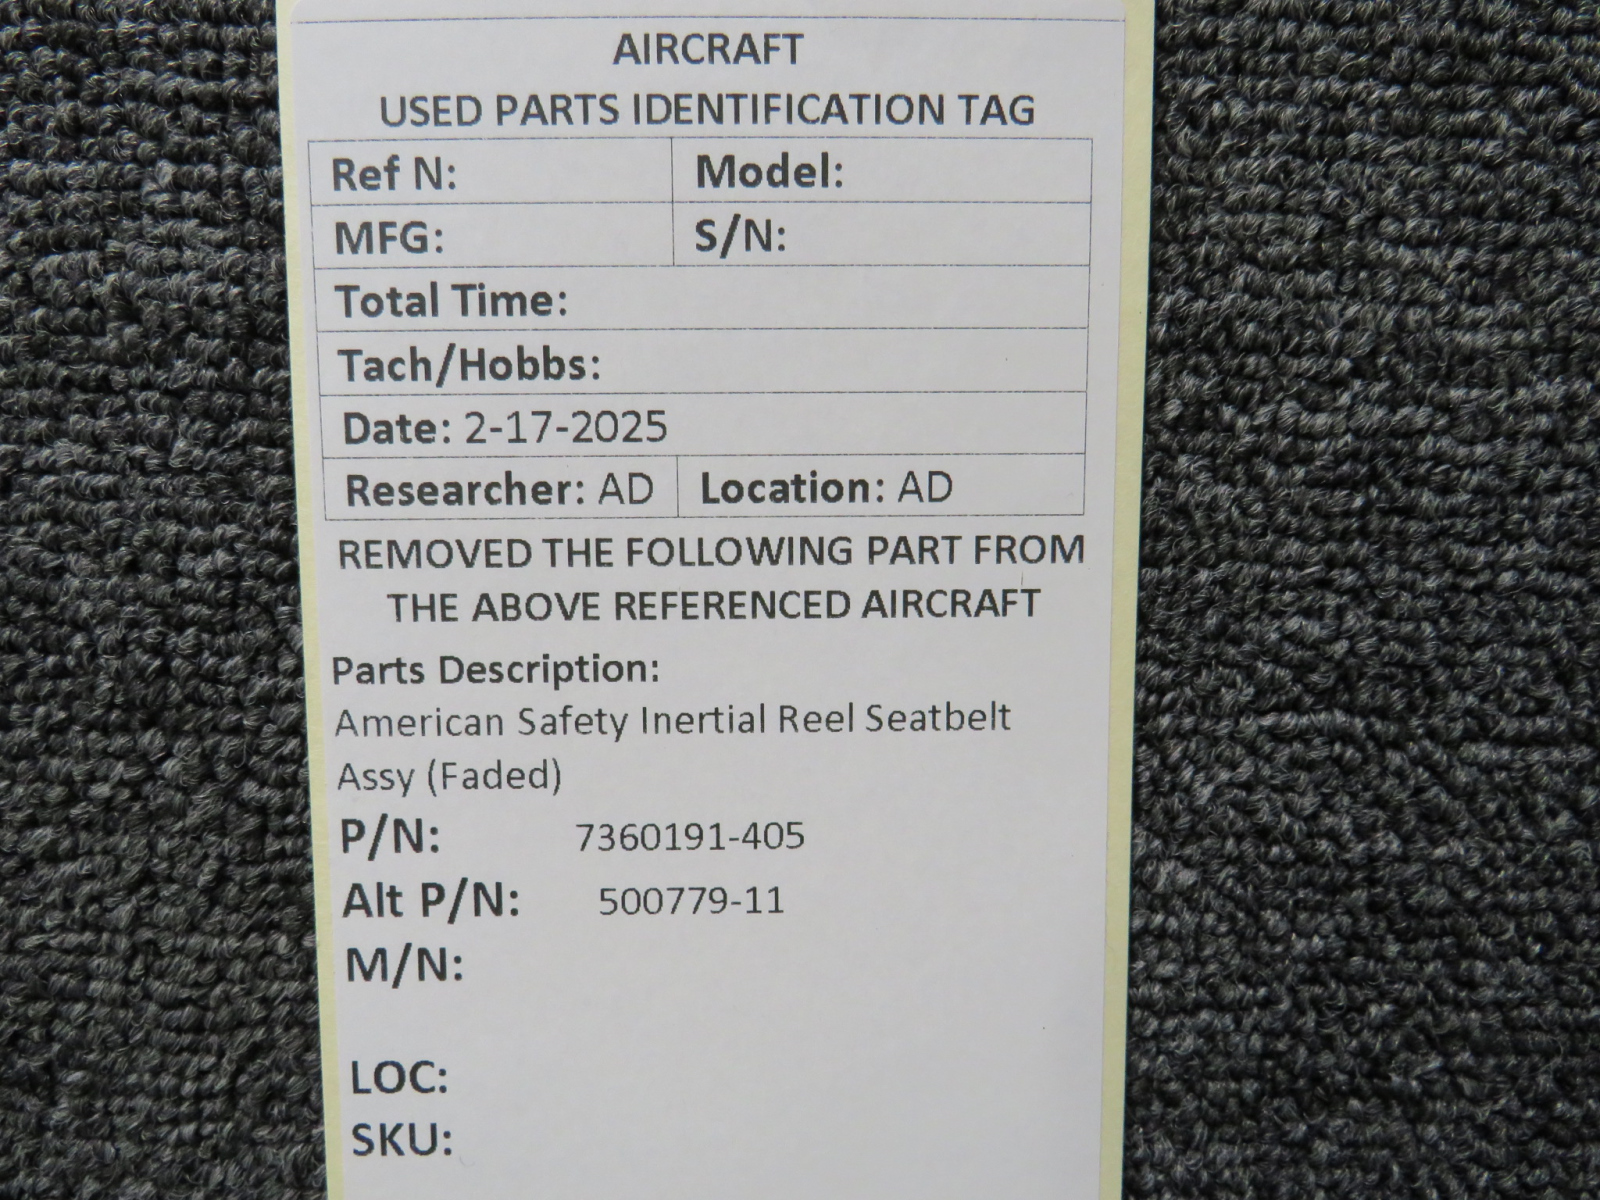 AIRCRAFT
USED PARTS IDENTIFICATION TAG
Ref N: Model:
MFG: S/N:
Total Time:
Tach/Hobbs:
Date: 2-17-2025
Researcher: AD Location: AD
REMOVED THE FOLLOWING PART FROM
THE ABOVE REFERENCED AIRCRAFT
Parts Description:
American Safety Inertial Reel Seatbelt
Assy (Faded)
P/N: 7360191-405
Alt P/N: 500779-11
M/N:
LOC:
SKU: